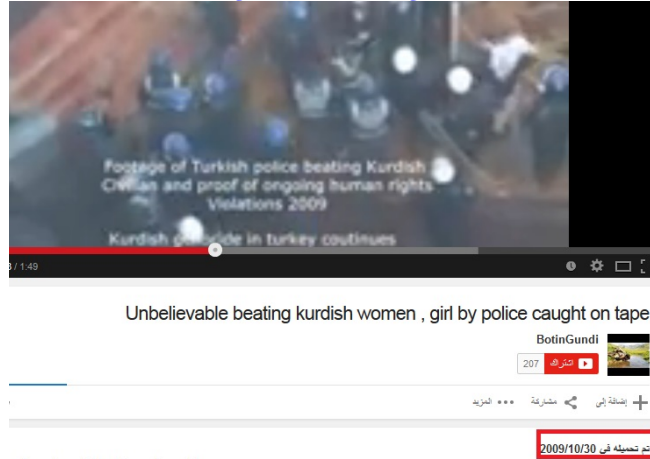 Footage of Turkish police beating Kurdish
Civilian and proof of ongoing human rights
Violations 2009
Kurdish genocide in turkey coutinues
/ 1:49
Unbelievable beating kurdish women , girl by police caught on tape
BotinGundi
اشتراك 207
إضافة إلى مشاركة المزيد
تم تحميله في 2009/10/30